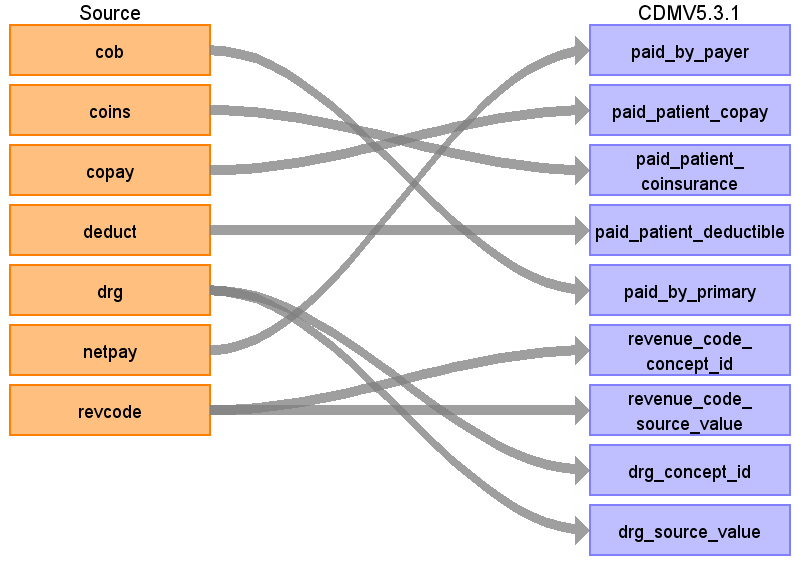 Source
CDMV5.3.1
cob
paid_by_payer
coins
paid_patient_copay
copay
paid_patient_
coinsurance
deduct
paid_patient_deductible
drg
paid_by_primary
netpay
revenue_code_
concept_id
revcode
revenue_code_
source_value
drg_concept_id
drg_source_value